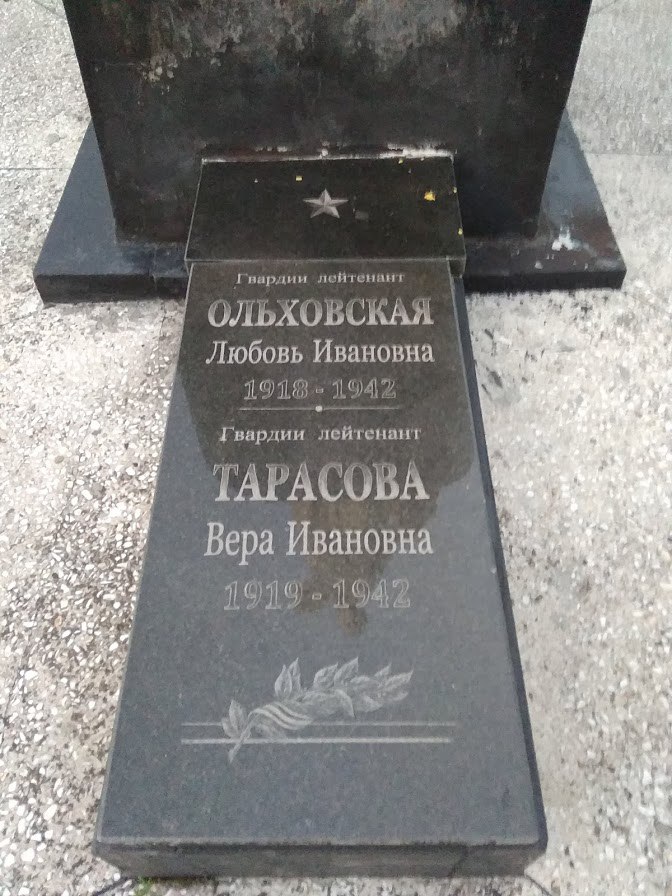 Гвардии лейтенант
ОЛЬХОВСКАЯ
Любовь Ивановна
1918 - 1942
Гвардии лейтенант
ТАРАСОВА
Вера Ивановна
1919 - 1942